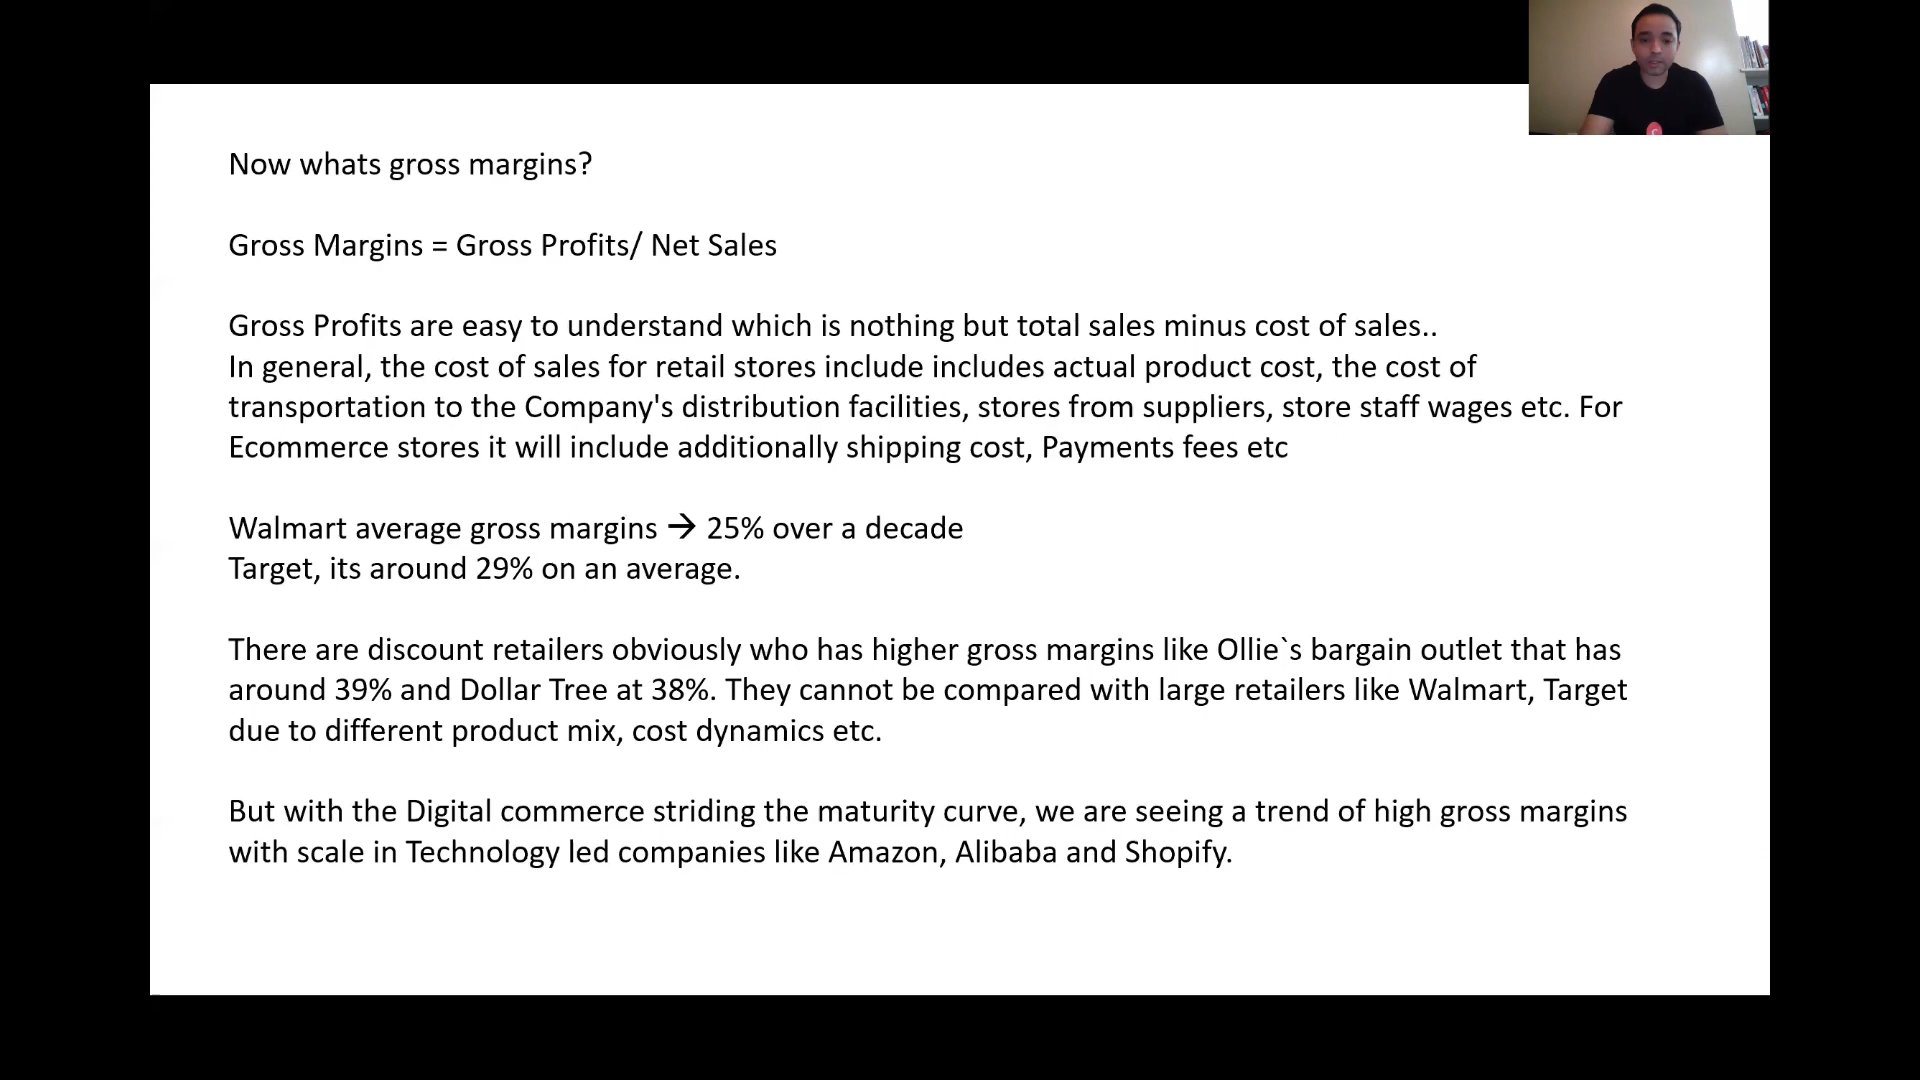 Now whats gross margins?
Gross Margins = Gross Profits/ Net Sales
Gross Profits are easy to understand which is nothing but total sales minus cost of sales..
In general, the cost of sales for retail stores include includes actual product cost, the cost of
transportation to the Company's distribution facilities, stores from suppliers, store staff wages etc. For
Ecommerce stores it will include additionally shipping cost, Payments fees etc
Walmart average gross margins → 25% over a decade
Target, its around 29% on an average.
There are discount retailers obviously who has higher gross margins like Ollie`s bargain outlet that has
around 39% and Dollar Tree at 38%. They cannot be compared with large retailers like Walmart, Target
due to different product mix, cost dynamics etc.
But with the Digital commerce striding the maturity curve, we are seeing a trend of high gross margins
with scale in Technology led companies like Amazon, Alibaba and Shopify.